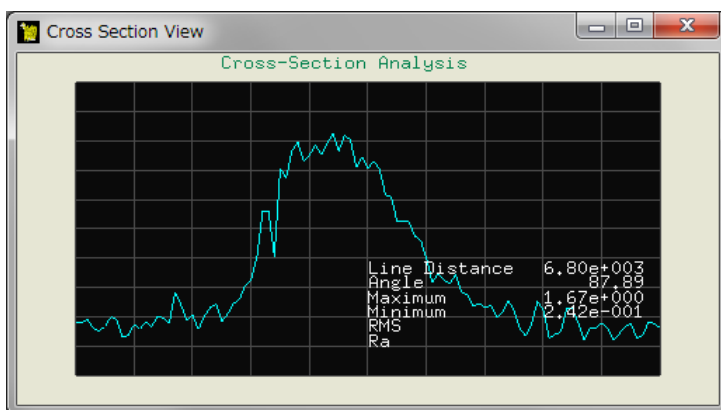 Cross Section View
Cross-Section Analysis
Line Distance 6.80e+003
Angle 87.89
Maximum 1.67e+000
Minimum 2.42e-001
RMS
Ra